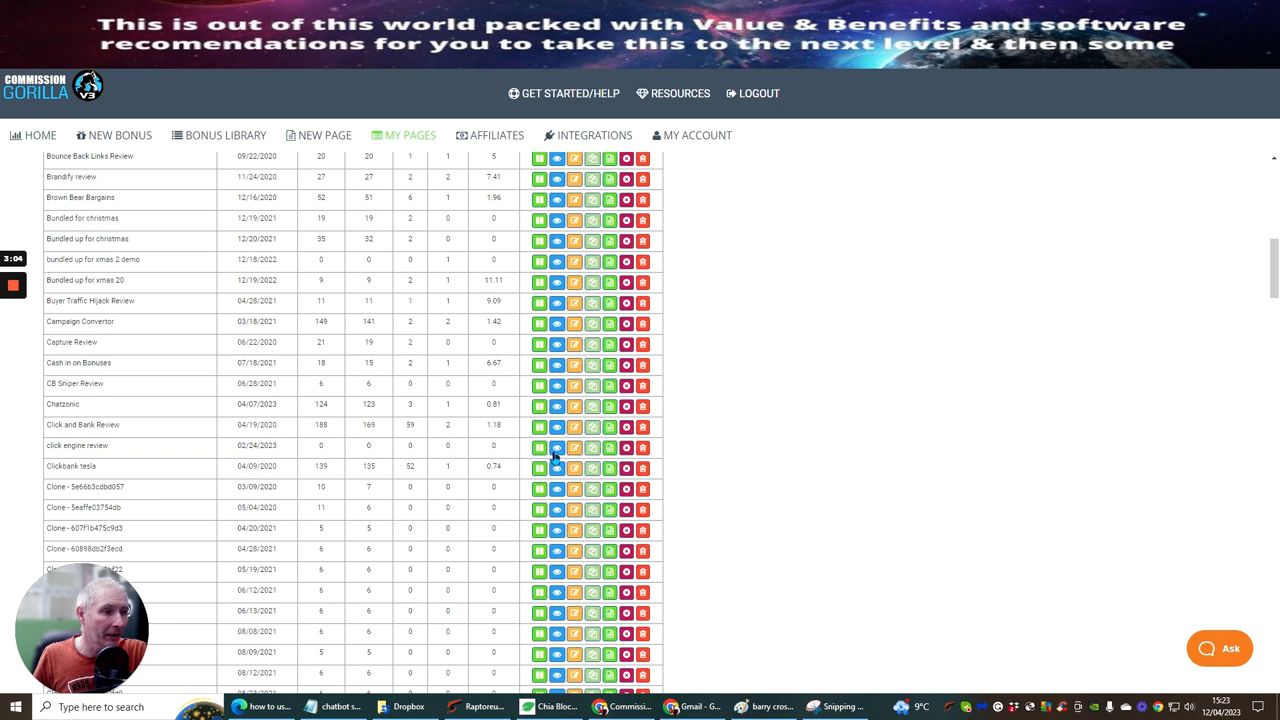 This is out of this world packed with Value & Benefits and software
recomendations for you to take this to the next level & then some
COMMISSION
GORILLA V3
GET STARTED/HELP RESOURCES LOGOUT
HOME NEW BONUS BONUS LIBRARY NEW PAGE MY PAGES AFFILIATES INTEGRATIONS MY ACCOUNT
Bounce Back Links Review 09/22/2020 20 20 1 1 5
Brandify review 11/24/2020 27 27 2 2 7.41
Brown Bear Bargains 12/16/2020 52 51 6 1 1.96
Bundled for christmas 12/19/2021 19 19 2 0 0
Bundled up for christmas 12/20/2021 35 32 2 0 0
bundled up for xmas 2 demo 12/18/2022 0 0 0 0 0
Bundled up for xmas 20 12/19/2022 9 9 2 1 11.11
Buyer Traffic Hijack Review 04/28/2021 11 11 1 1 9.09
Campaign Convertor 03/18/2021 149 141 2 2 1.42
Capture Review 06/22/2020 21 19 2 0 0
Cash in on Bonuses 07/18/2021 18 15 2 1 6.67
CB Sniper Review 06/28/2021 6 6 0 0 0
Chatzonic 04/07/2023 124 123 3 1 0.81
Click and Bank Review 04/19/2020 188 169 59 2 1.18
click engine review 02/24/2023 0 0 0 0 0
Clickbank tesla 04/09/2020 135 52 1 0.74
Clone - 5e66b3cdbd057 03/09/2020 10 7 0 0 0
Clone - 5eaffe03754db 05/04/2020 11 6 0 0 0
Clone - 607f1b475c9d3 04/20/2021 5 5 0 0 0
Clone - 60898db2f3ecd 04/28/2021 0 0 0
05/19/2021 6 6 0 0 0
06/12/2021 6 6 0 0 0
06/13/2021 6 6 0 0 0
08/08/2021 6 6 0 0 0
08/09/2021 5 5 0 0 0
08/12/2021 6 6 0 0 0
3:04
Ask
Type here to search
how to us... chatbot s... Dropbox Raptoreu... Chia Bloc... Commissi... Gmail - G... barry cros... Snipping ... 9°C
15:23
12/04/2023